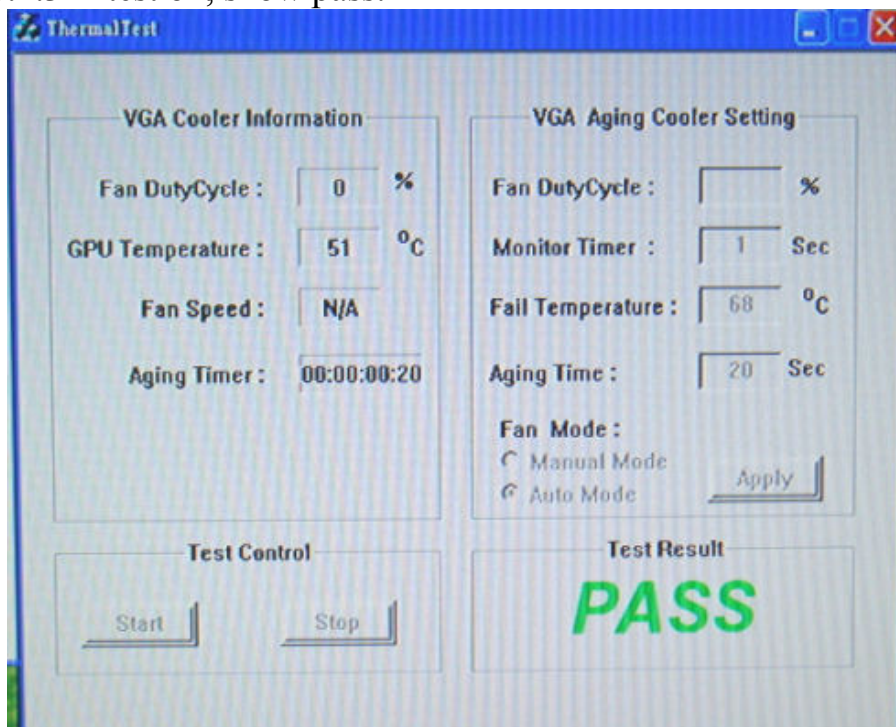 ThermalTest
VGA Cooler Information
Fan DutyCycle : 0 %
GPU Temperature : 51 °C
Fan Speed : N/A
Aging Timer : 00:00:00:20
VGA Aging Cooler Setting
Fan DutyCycle : %
Monitor Timer : 1 Sec
Fail Temperature : 68 °C
Aging Time : 20 Sec
Fan Mode :
Manual Mode
Auto Mode
Apply
Test Control
Start Stop
Test Result
PASS